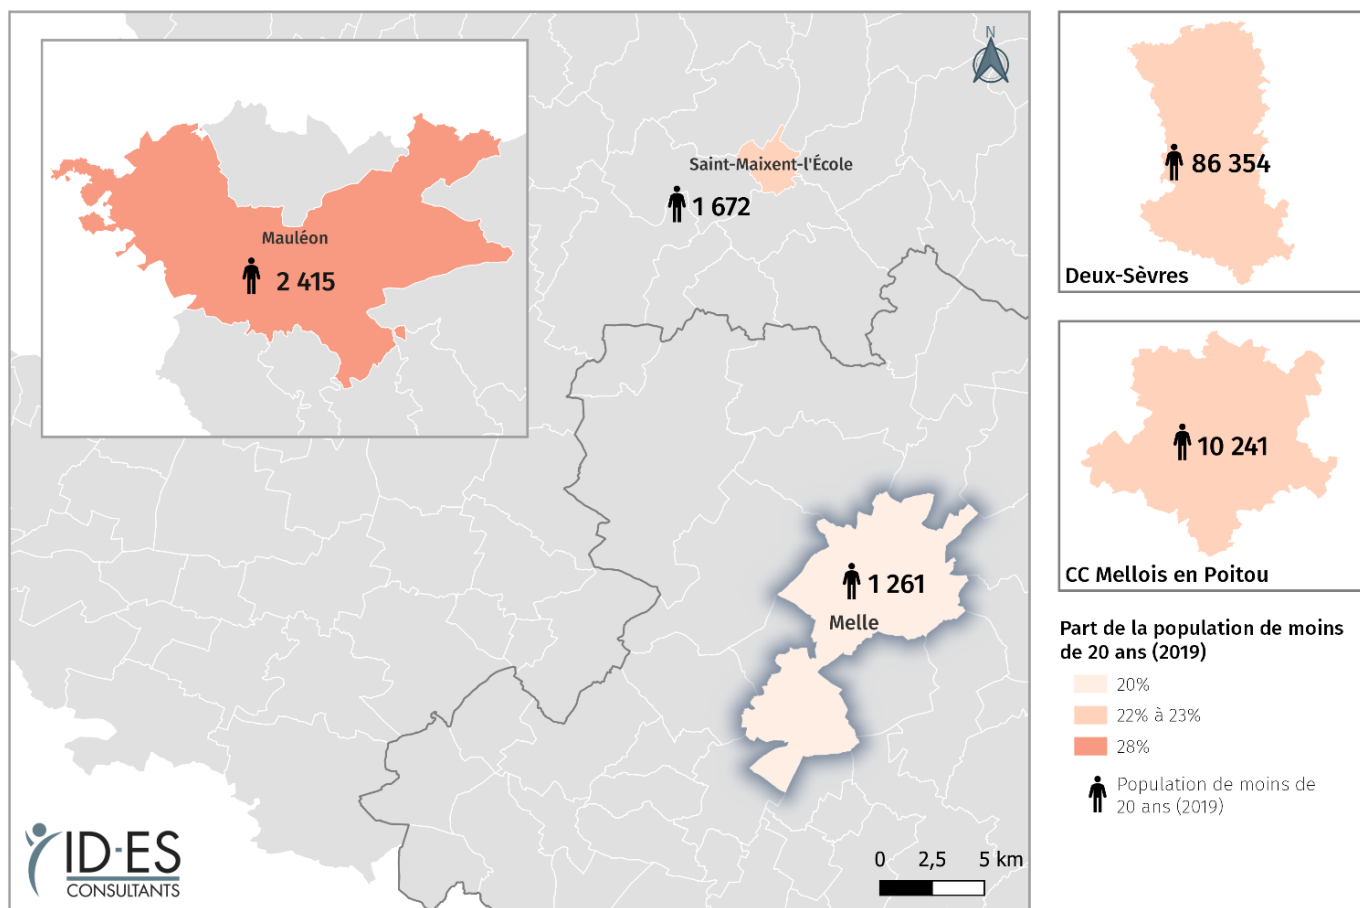 N
Saint-Maixent-l'École
1 672
Mauléon
2 415
1 261
Melle
0 2,5 5 km
ID-ES
CONSULTANTS
86 354
Deux-Sèvres
10 241
CC Mellois en Poitou
Part de la population de moins
de 20 ans (2019)
20%
22% à 23%
28%
Population de moins de
20 ans (2019)